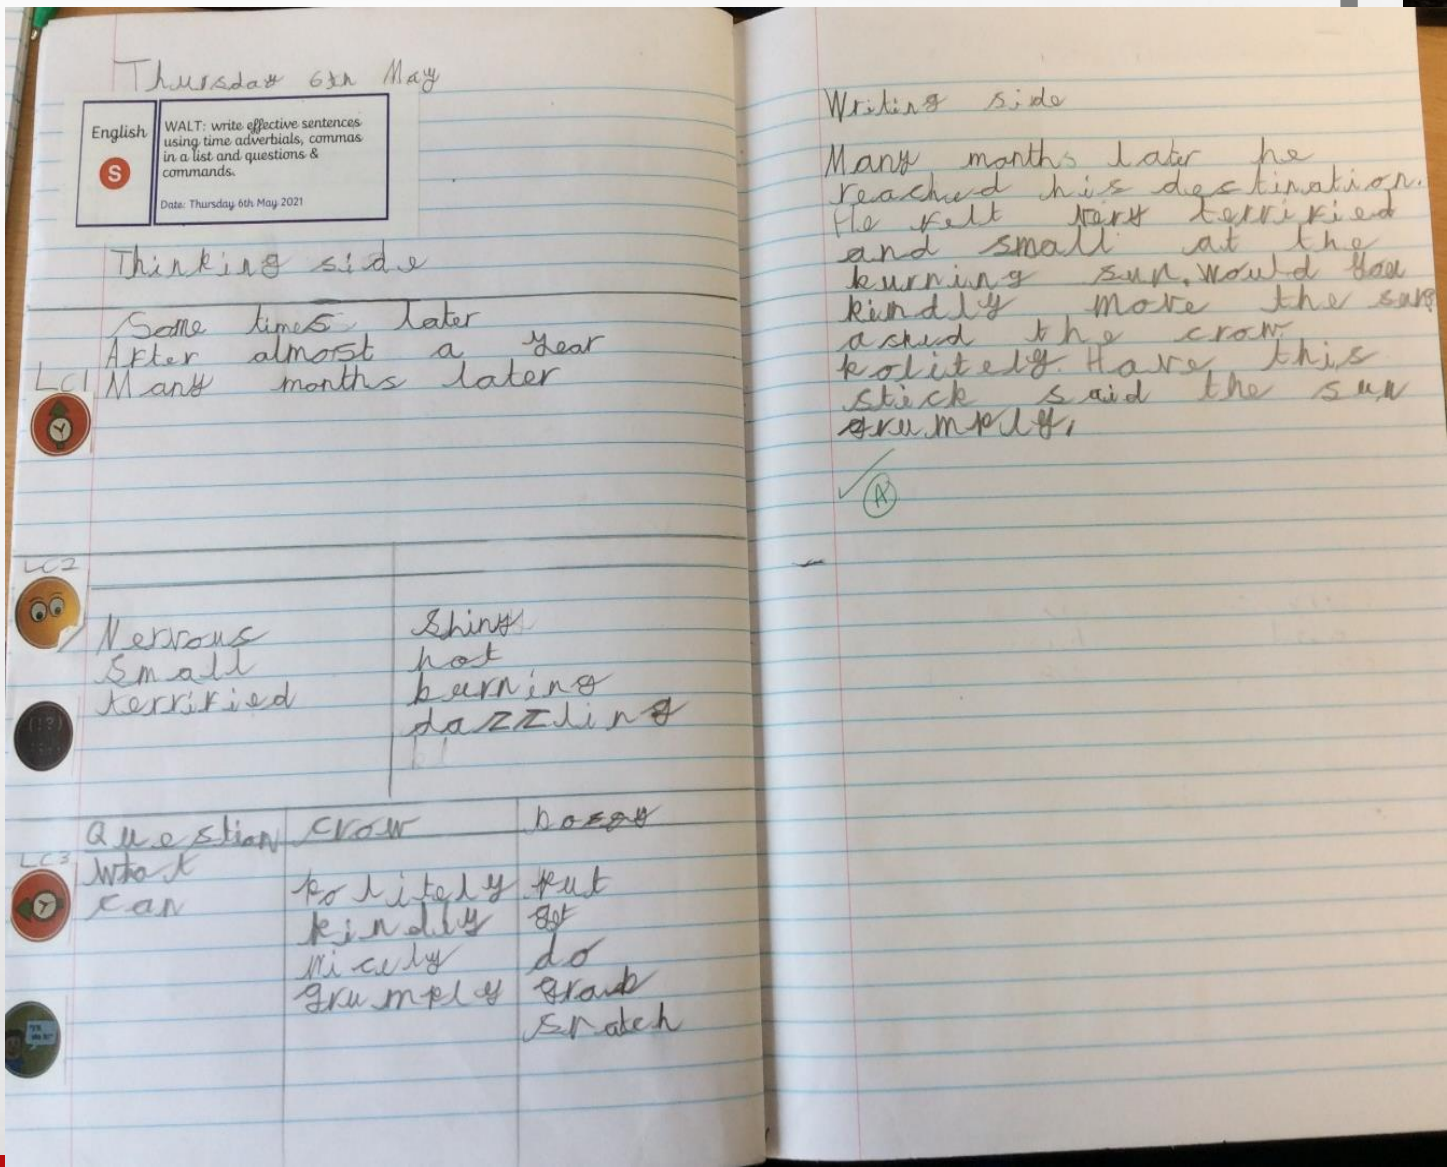 Thursday 6th May
English
S
WALT: write effective sentences
using time adverbials, commas
in a list and questions &
commands.
Date: Thursday 6th May 2021
Thinking side
Some times later
After almost a year
LC1 Many months later
LC2
Nervous
Small
terrified
Shiny
hot
burning
dazzling
LC3
Question crow bossy
What
can politely put
kindly get
nicely do
grumply grab
snatch
Writing side
Many months later he
reached his destination.
He felt very terrified
and small at the
burning sun. Would you
kindly move the sun?
asked the crow
politely. Have this
stick said the sun
grumply.
A